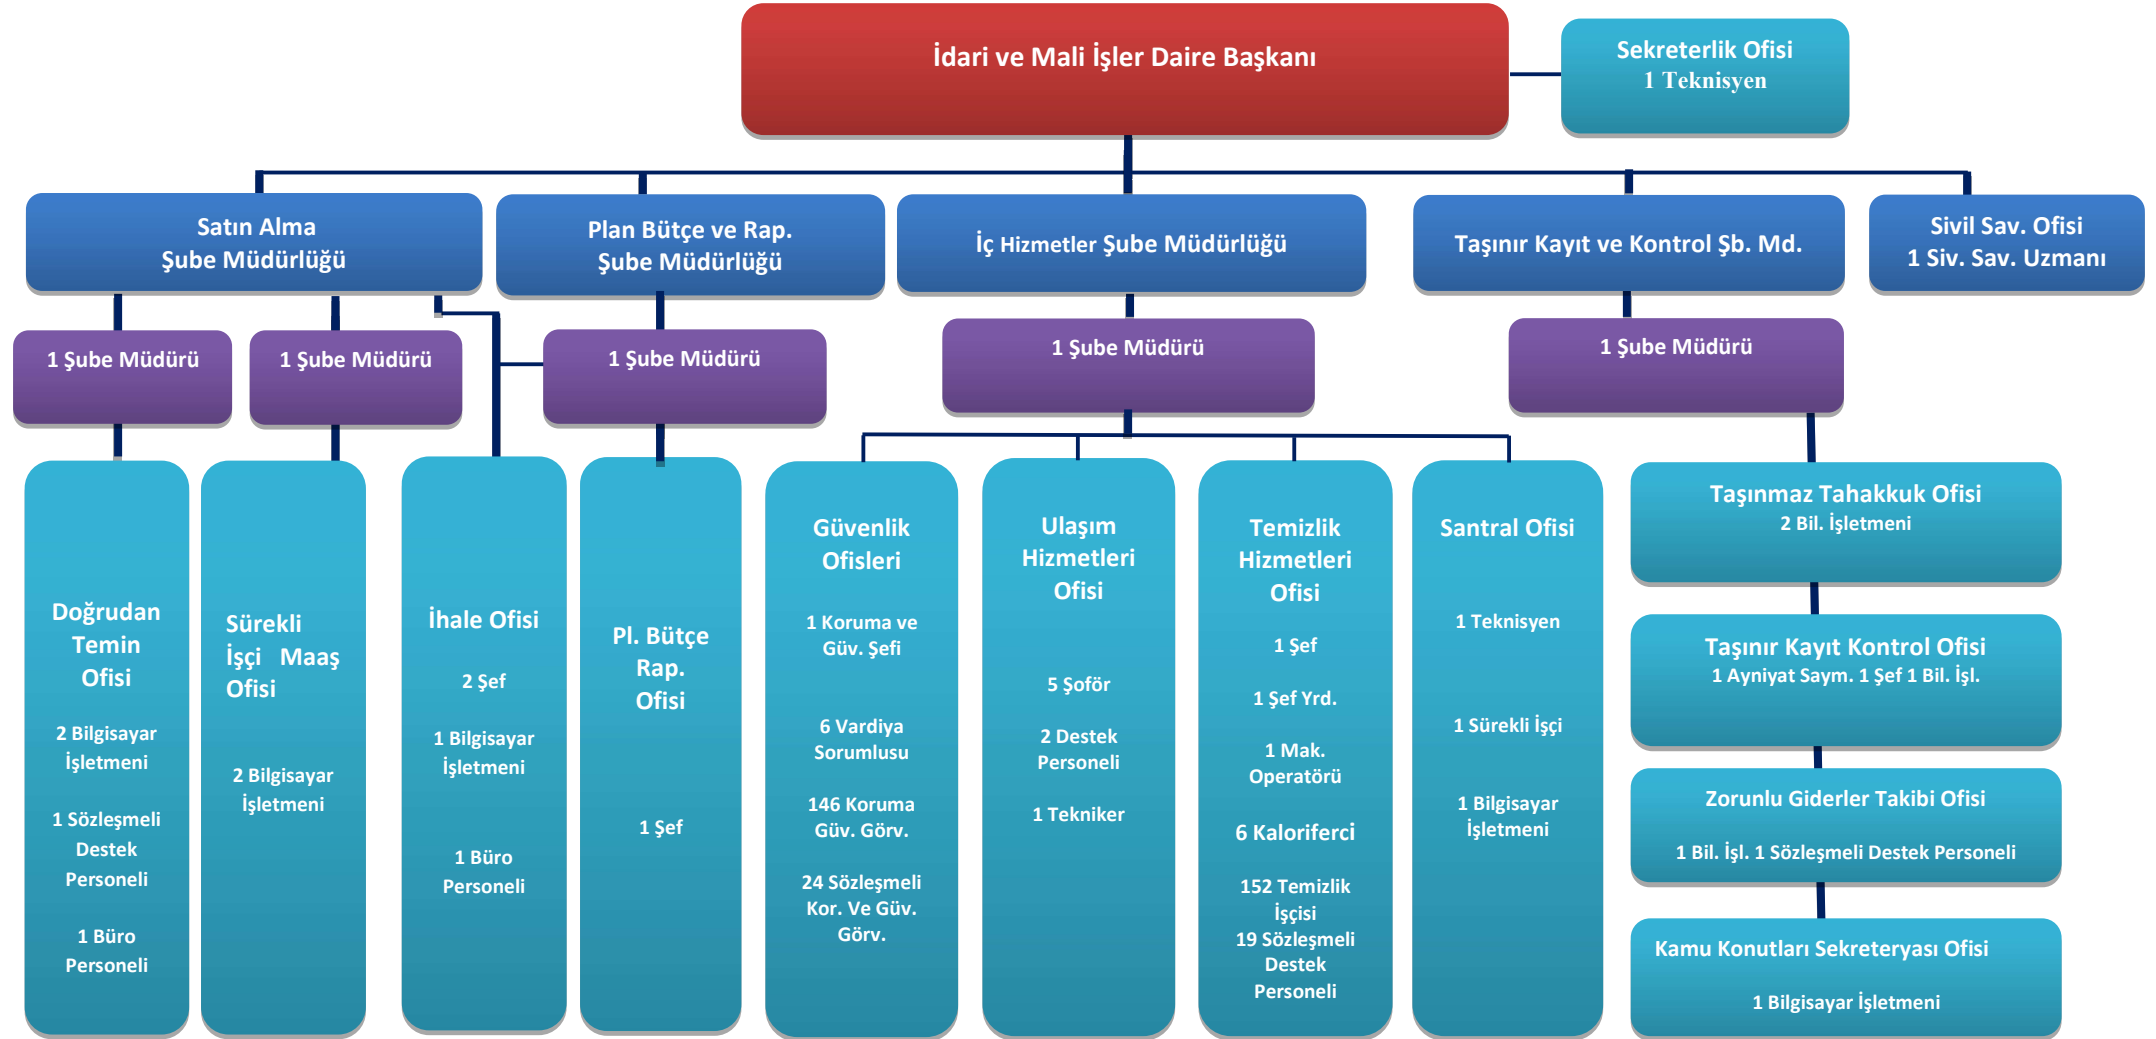 İdari ve Mali İşler Daire Başkanı
Sekreterlik Ofisi
1 Teknisyen
Satın Alma
Şube Müdürlüğü
Plan Bütçe ve Rap.
Şube Müdürlüğü
İç Hizmetler Şube Müdürlüğü
Taşınır Kayıt ve Kontrol Şb. Md.
Sivil Sav. Ofisi
1 Siv. Sav. Uzmanı
1 Şube Müdürü
1 Şube Müdürü
1 Şube Müdürü
1 Şube Müdürü
1 Şube Müdürü
Doğrudan
Temin
Ofisi
2 Bilgisayar
İşletmeni
1 Sözleşmeli
Destek
Personeli
1 Büro
Personeli
Sürekli
İşçi Maaş
Ofisi
2 Bilgisayar
İşletmeni
İhale Ofisi
2 Şef
1 Bilgisayar
İşletmeni
1 Büro
Personeli
Pl. Bütçe
Rap.
Ofisi
1 Şef
Güvenlik
Ofisleri
1 Koruma ve
Güv. Şefi
6 Vardiya
Sorumlusu
146 Koruma
Güv. Görv.
24 Sözleşmeli
Kor. Ve Güv.
Görv.
Ulaşım
Hizmetleri
Ofisi
5 Şoför
2 Destek
Personeli
1 Tekniker
Temizlik
Hizmetleri
Ofisi
1 Şef
1 Şef Yrd.
1 Mak.
Operatörü
6 Kaloriferci
152 Temizlik
İşçisi
19 Sözleşmeli
Destek
Personeli
Santral Ofisi
1 Teknisyen
1 Sürekli İşçi
1 Bilgisayar
İşletmeni
Taşınmaz Tahakkuk Ofisi
2 Bil. İşletmeni
Taşınır Kayıt Kontrol Ofisi
1 Ayniyat Saym. 1 Şef 1 Bil. İşl.
Zorunlu Giderler Takibi Ofisi
1 Bil. İşl. 1 Sözleşmeli Destek Personeli
Kamu Konutları Sekreteryası Ofisi
1 Bilgisayar İşletmeni